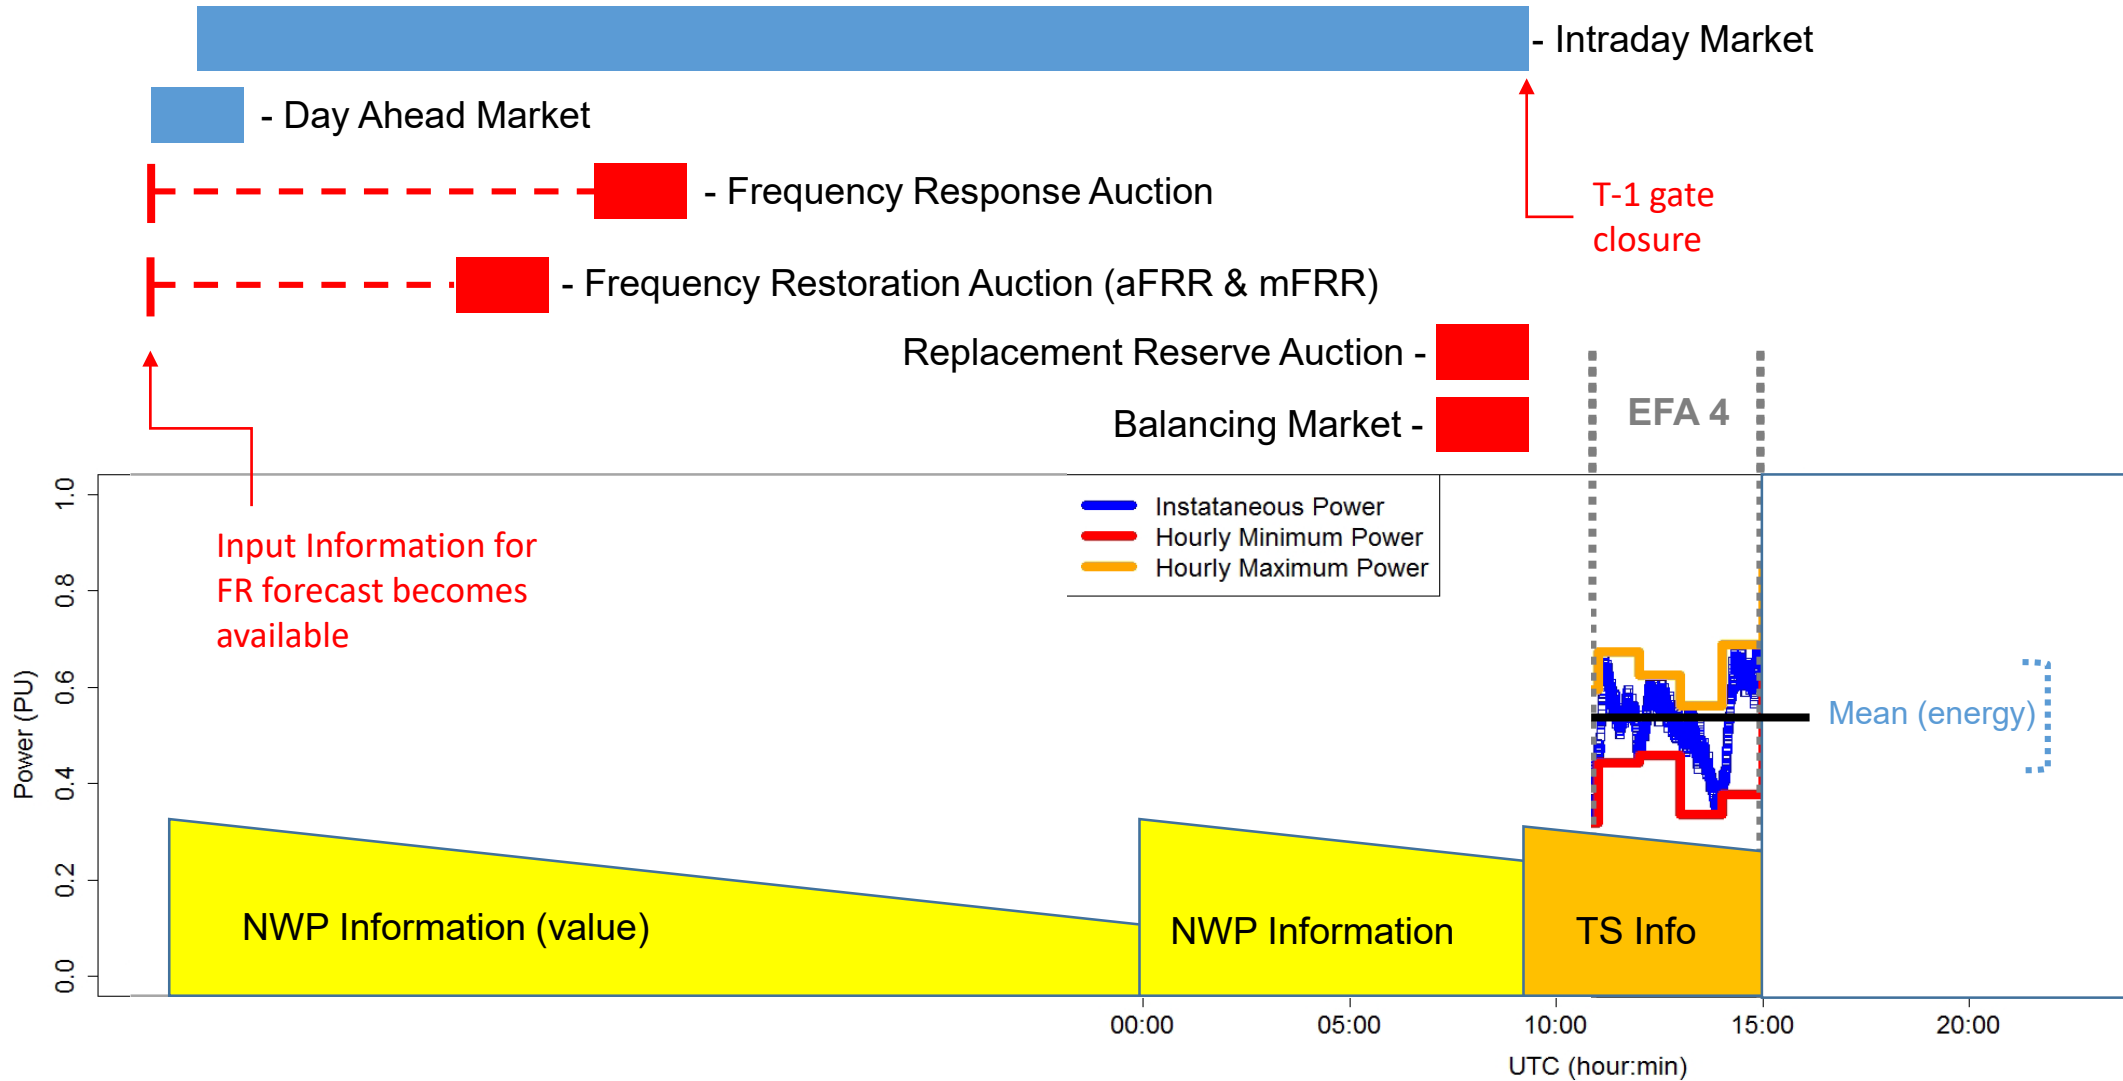 - Intraday Market
- Day Ahead Market
- Frequency Response Auction
T-1 gate
closure
- Frequency Restoration Auction (aFRR & mFRR)
Replacement Reserve Auction -
Balancing Market -
EFA 4
Instataneous Power
Hourly Minimum Power
Hourly Maximum Power
Input Information for
FR forecast becomes
available
Power (PU)
1.0
0.8
0.6
0.4
0.2
0.0
Mean (energy)
NWP Information (value)
NWP Information
TS Info
00:00
05:00
10:00
15:00
20:00
UTC (hour:min)